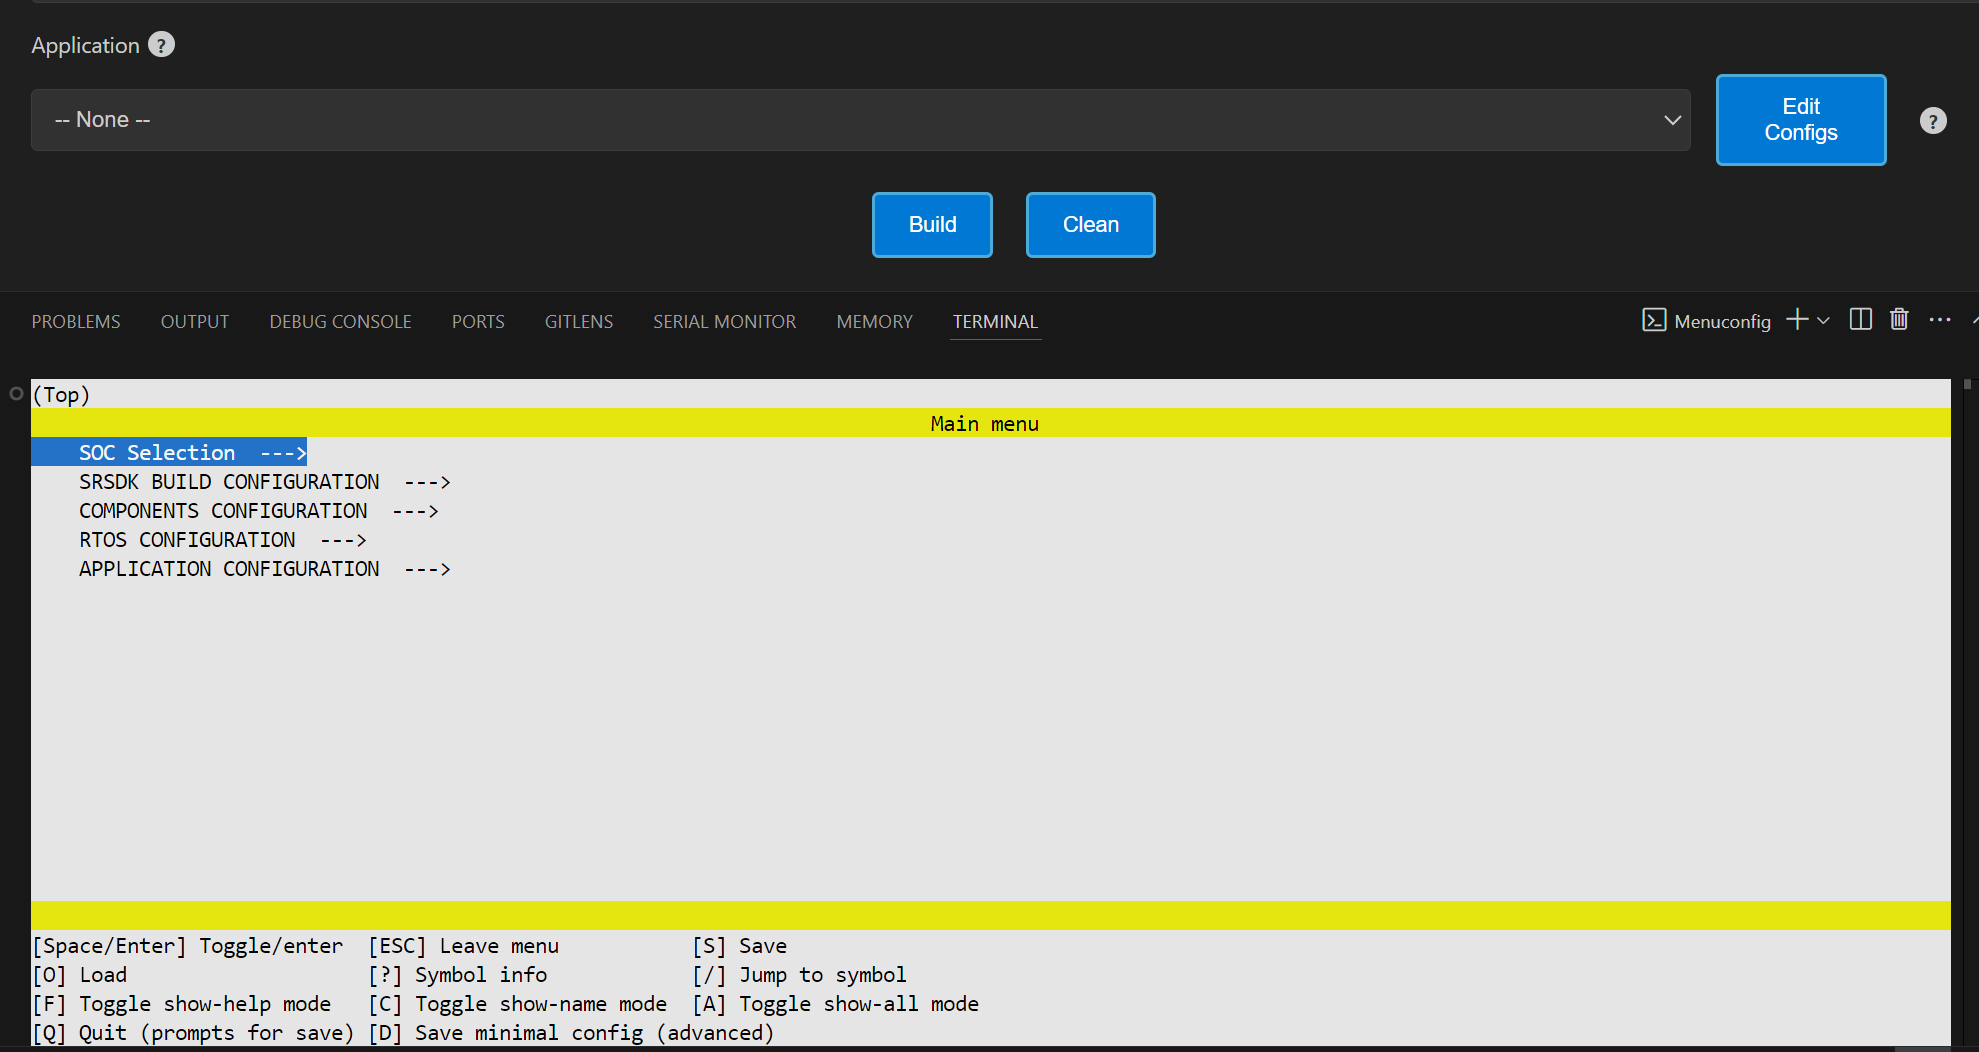 Application ?
-- None --
Edit
Configs
?
Build
Clean
PROBLEMS OUTPUT DEBUG CONSOLE PORTS GITLENS SERIAL MONITOR MEMORY TERMINAL
Menuconfig
(Top)
Main menu
SOC Selection --->
SRSDK BUILD CONFIGURATION --->
COMPONENTS CONFIGURATION --->
RTOS CONFIGURATION --->
APPLICATION CONFIGURATION --->
[Space/Enter] Toggle/enter [ESC] Leave menu [S] Save
[O] Load [?] Symbol info [/] Jump to symbol
[F] Toggle show-help mode [C] Toggle show-name mode [A] Toggle show-all mode
[Q] Quit (prompts for save) [D] Save minimal config (advanced)